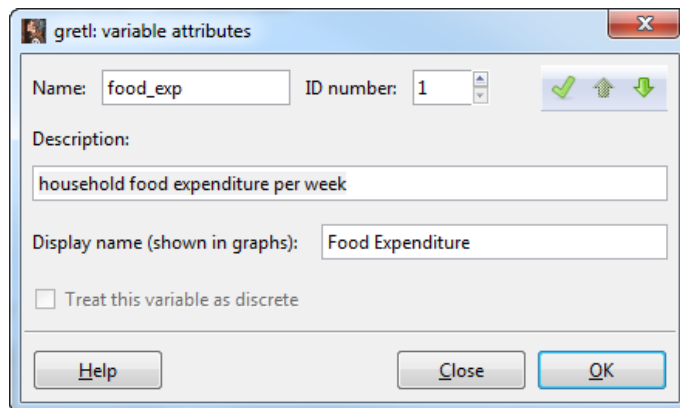 gretl: variable attributes
Name: food_exp ID number: 1
Description:
household food expenditure per week
Display name (shown in graphs): Food Expenditure
Treat this variable as discrete
Help Close OK